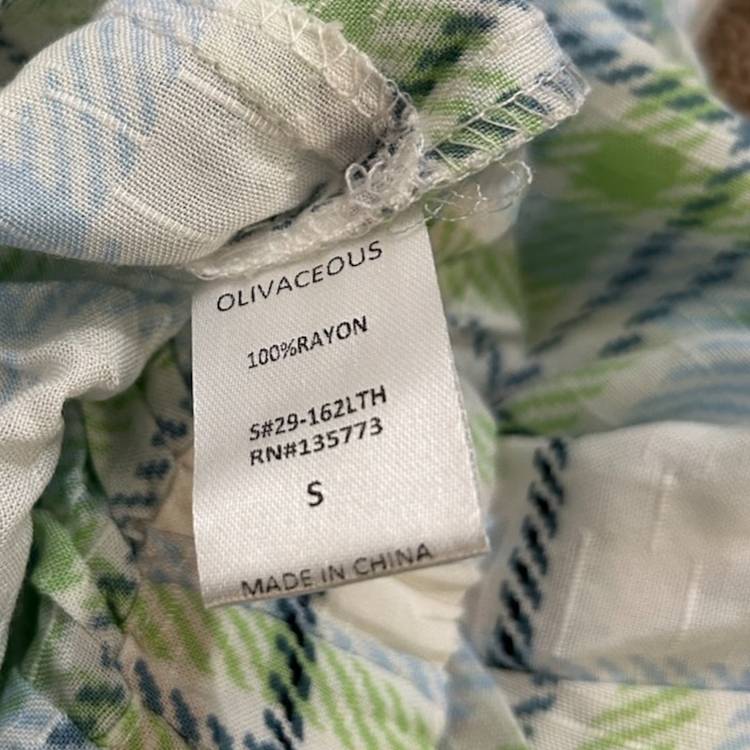 OLIVACEOUS
100%RAYON
S#29-162LTH
RN#135773
S
MADE IN CHINA